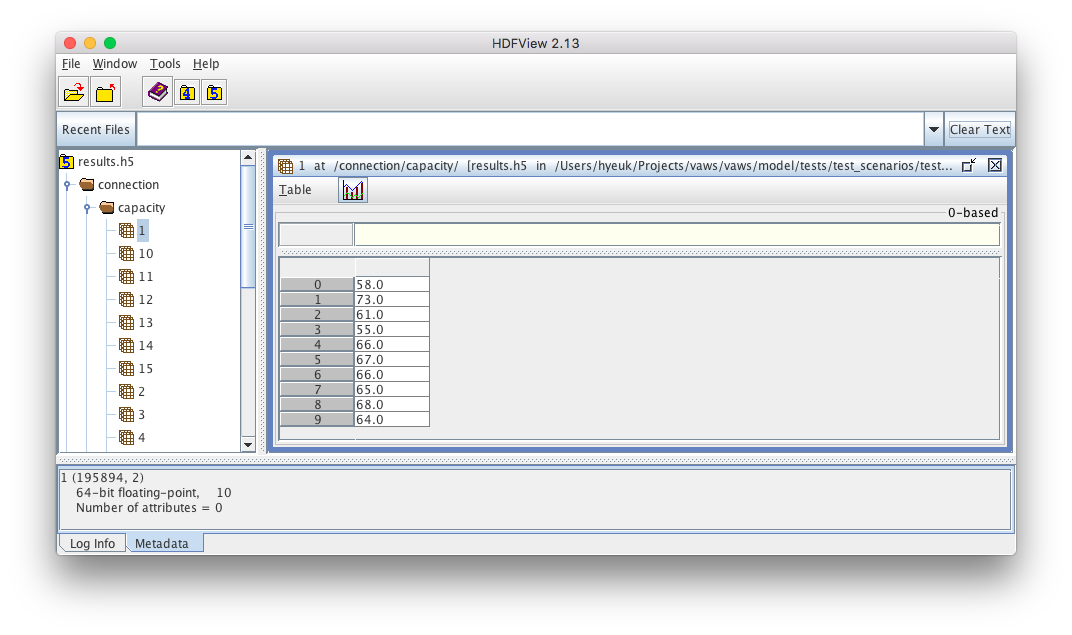 HDFView 2.13
File Window Tools Help
4 5
Recent Files Clear Text
5 results.h5
connection
capacity
1
10
11
12
13
14
15
2
3
4
1 at /connection/capacity/ [results.h5 in /Users/hyeuk/Projects/vaws/vaws/model/tests/test_scenarios/test...
Table
0-based
0 58.0
1 73.0
2 61.0
3 55.0
4 66.0
5 67.0
6 66.0
7 65.0
8 68.0
9 64.0
1 (195894, 2)
64-bit floating-point, 10
Number of attributes = 0
Log Info Metadata